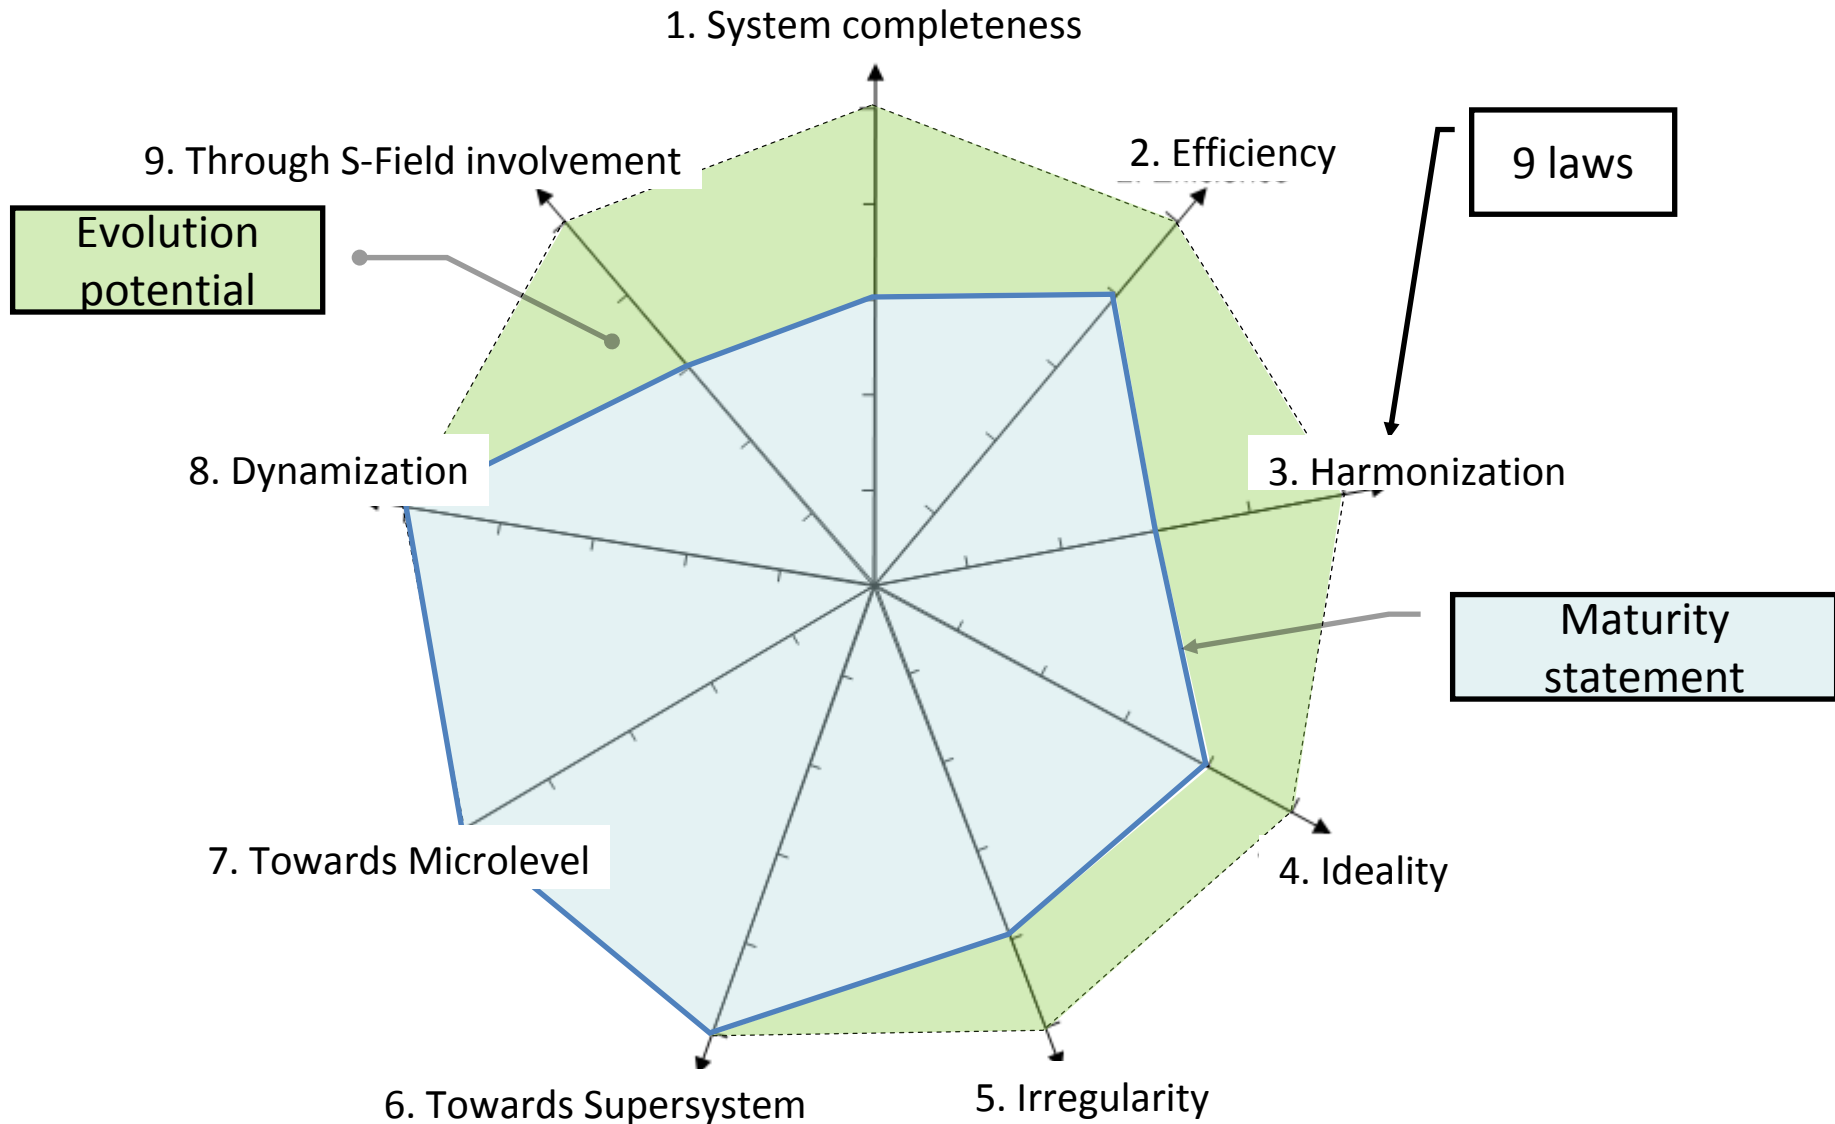 1. System completeness
2. Efficiency
9. Through S-Field involvement
9 laws
Evolution
potential
8. Dynamization
3. Harmonization
Maturity
statement
7. Towards Microlevel
4. Ideality
6. Towards Supersystem
5. Irregularity